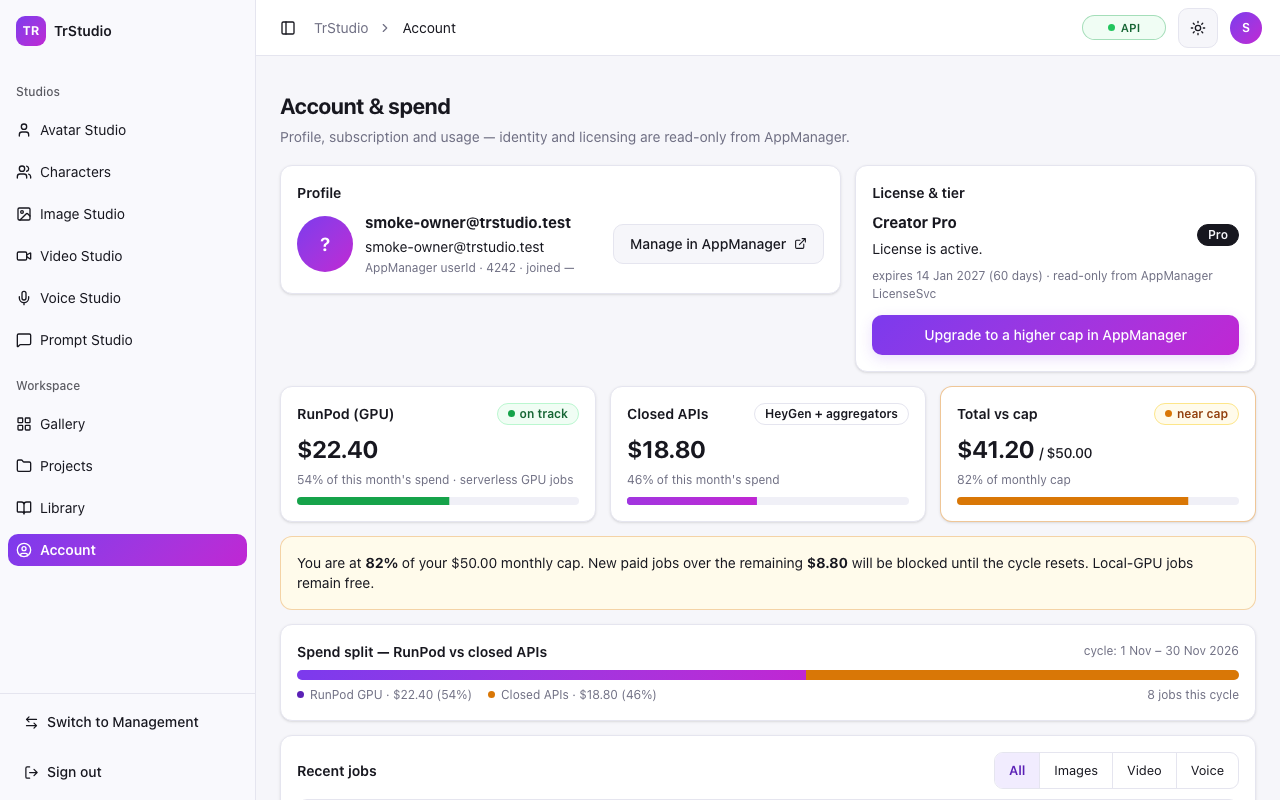 TR TrStudio
TrStudio > Account
API
S
Studios
Avatar Studio
Characters
Image Studio
Video Studio
Voice Studio
Prompt Studio
Workspace
Gallery
Projects
Library
Account
Switch to Management
Sign out
Account & spend
Profile, subscription and usage — identity and licensing are read-only from AppManager.
Profile
?
smoke-owner@trstudio.test
smoke-owner@trstudio.test
AppManager userId · 4242 · joined —
Manage in AppManager
License & tier
Creator Pro
License is active.
Pro
expires 14 Jan 2027 (60 days) · read-only from AppManager
LicenseSvc
Upgrade to a higher cap in AppManager
RunPod (GPU)
on track
$22.40
54% of this month's spend · serverless GPU jobs
Closed APIs
HeyGen + aggregators
$18.80
46% of this month's spend
Total vs cap
near cap
$41.20 / $50.00
82% of monthly cap
You are at 82% of your $50.00 monthly cap. New paid jobs over the remaining $8.80 will be blocked until the cycle resets. Local-GPU jobs
remain free.
Spend split — RunPod vs closed APIs
cycle: 1 Nov – 30 Nov 2026
RunPod GPU · $22.40 (54%)
Closed APIs · $18.80 (46%)
8 jobs this cycle
Recent jobs
All
Images
Video
Voice